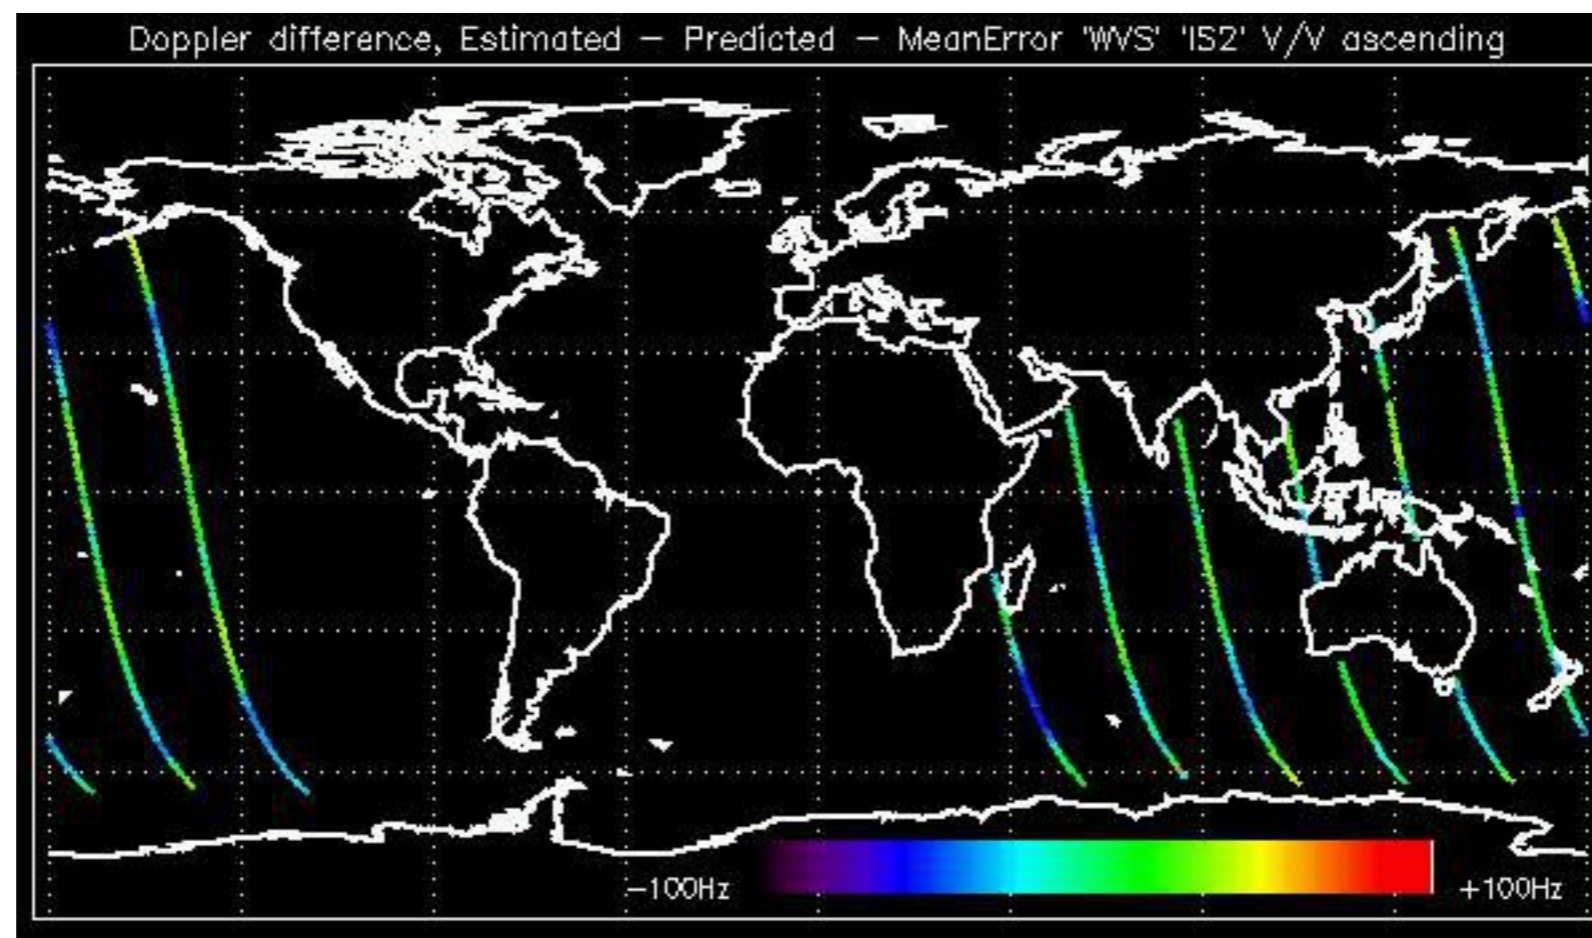 Doppler difference, Estimated – Predicted – MeanError 'WVS' 'IS2' V/V ascending
–100Hz
+100Hz